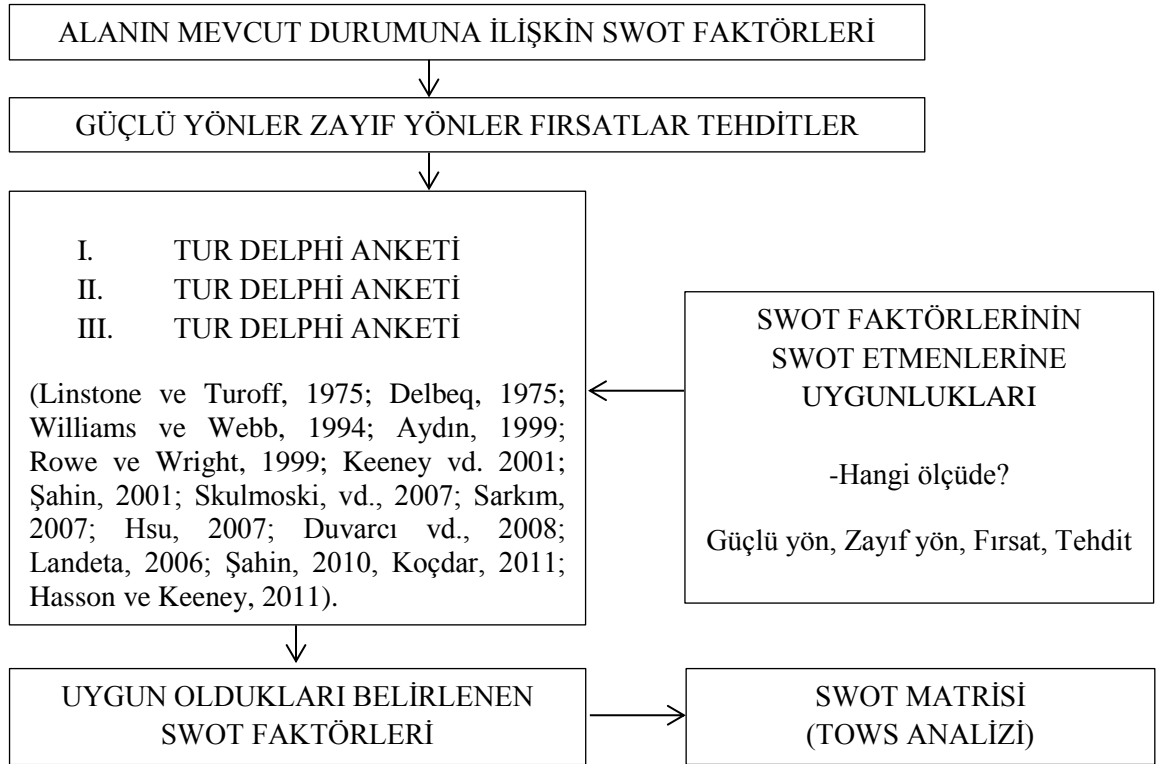 ALANIN MEVCUT DURUMUNA İLİŞKİN SWOT FAKTÖRLERİ
GÜÇLÜ YÖNLER ZAYIF YÖNLER FIRSATLAR TEHDİTLER
I. TUR DELPHİ ANKETİ
II. TUR DELPHİ ANKETİ
III. TUR DELPHİ ANKETİ
(Linstone ve Turoff, 1975; Delbeq, 1975;
Williams ve Webb, 1994; Aydın, 1999;
Rowe ve Wright, 1999; Keeney vd. 2001;
Şahin, 2001; Skulmoski, vd., 2007; Sarkım,
2007; Hsu, 2007; Duvarcı vd., 2008;
Landeta, 2006; Şahin, 2010, Koçdar, 2011;
Hasson ve Keeney, 2011).
SWOT FAKTÖRLERİNİN
SWOT ETMENLERİNE
UYGUNLUKLARI
-Hangi ölçüde?
Güçlü yön, Zayıf yön, Fırsat, Tehdit
UYGUN OLDUKLARI BELİRLENEN
SWOT FAKTÖRLERİ
SWOT MATRİSİ
(TOWS ANALİZİ)